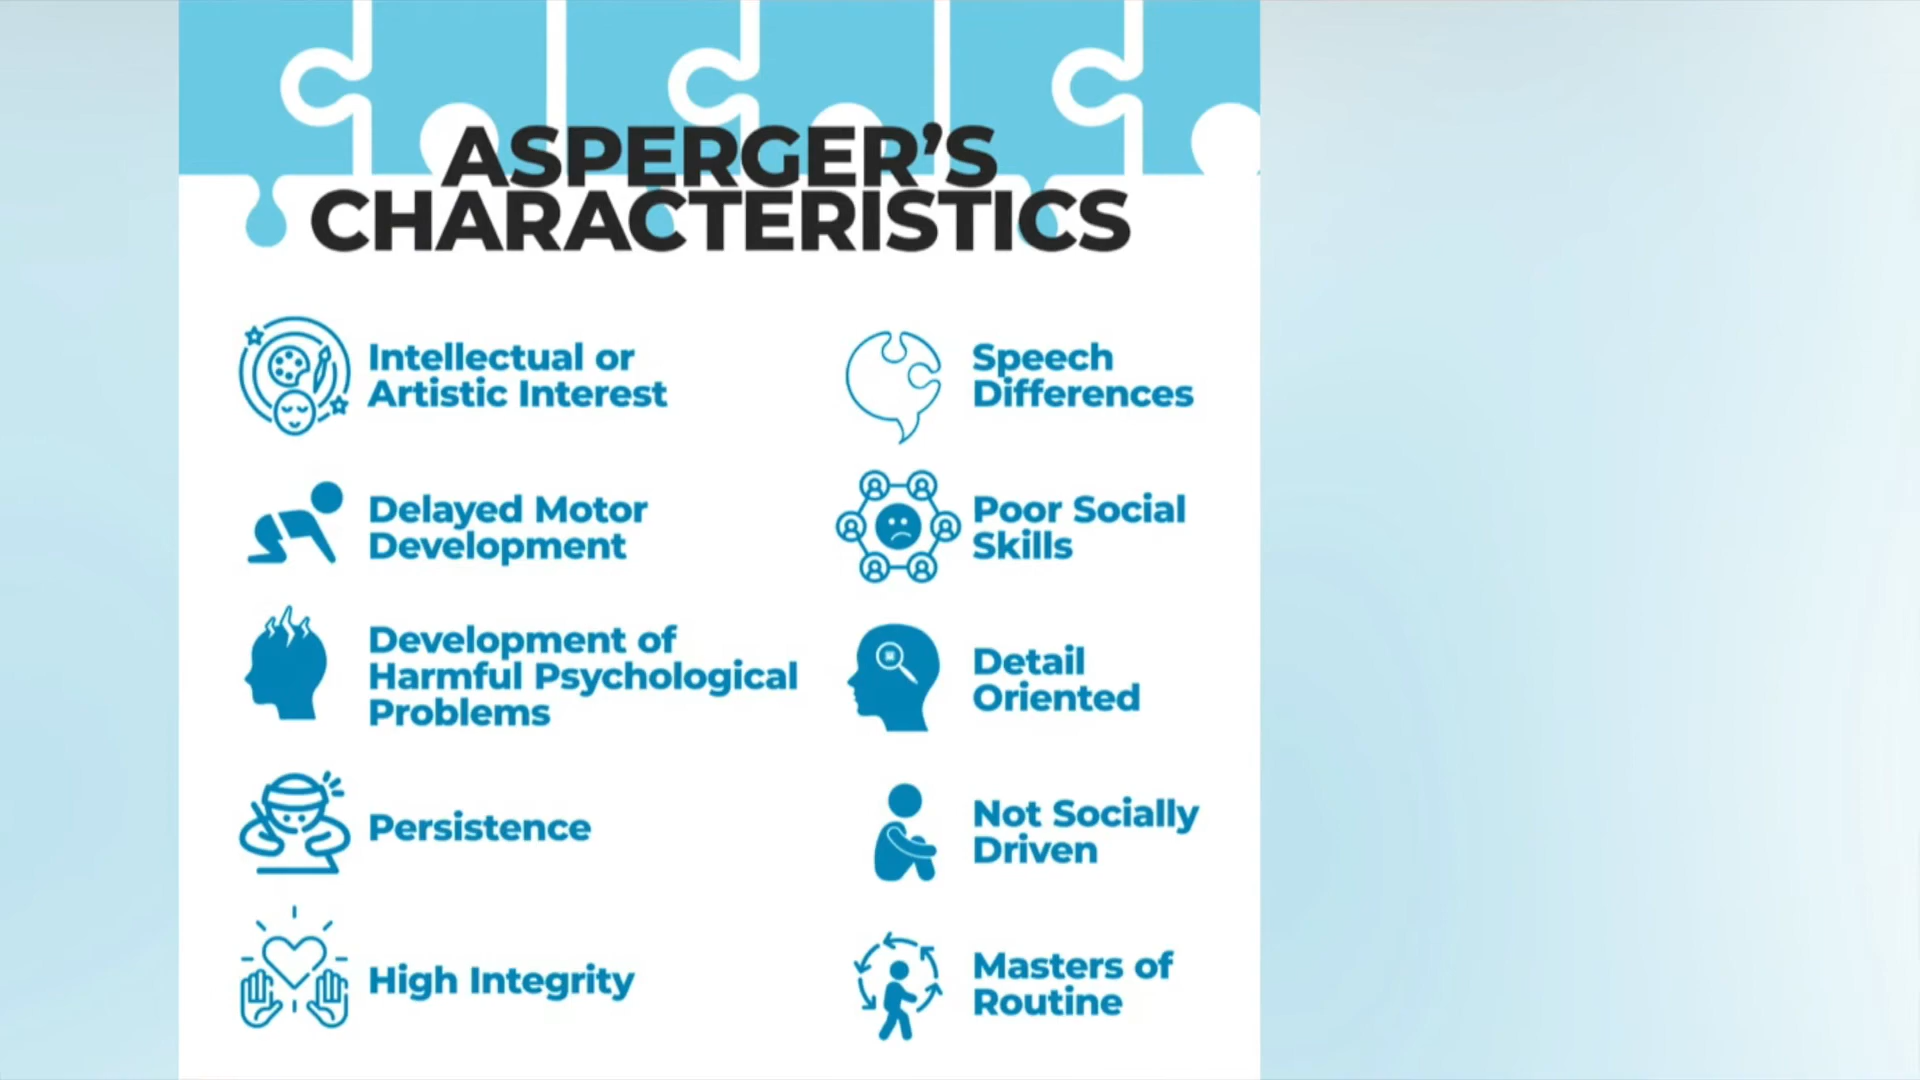 ASPERGER'S
CHARACTERISTICS
Intellectual or
Artistic Interest
Delayed Motor
Development
Development of
Harmful Psychological
Problems
Persistence
High Integrity
Speech
Differences
Poor Social
Skills
Detail
Oriented
Not Socially
Driven
Masters of
Routine